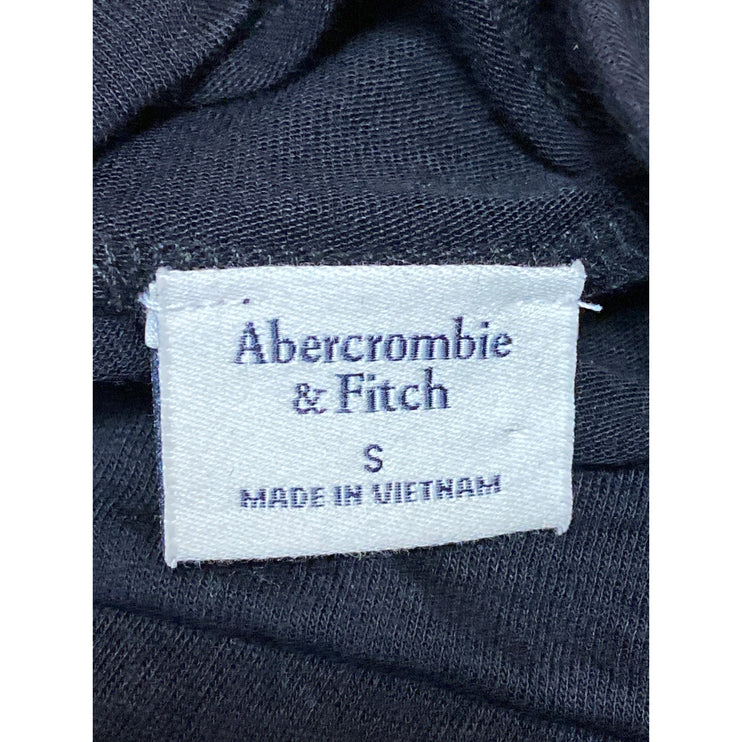 Abercrombie
& Fitch
S
MADE IN VIETNAM